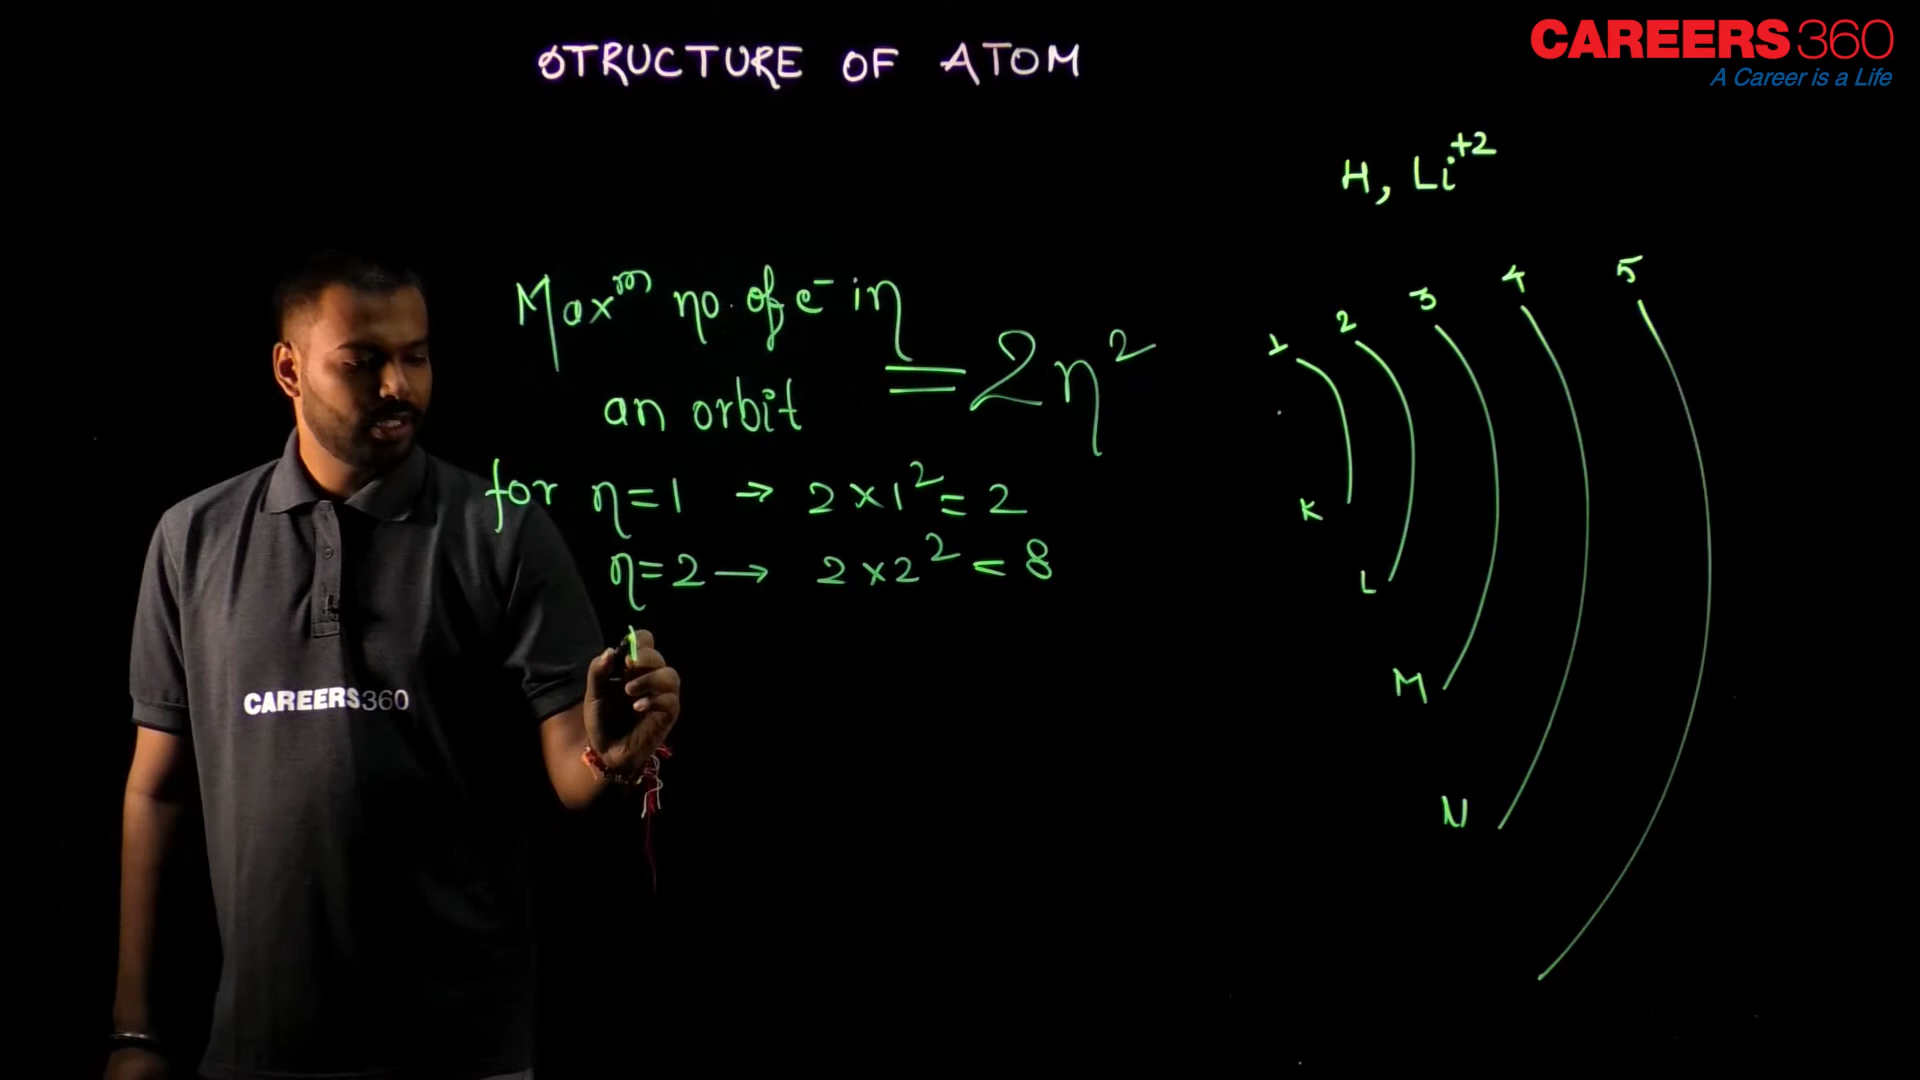 STRUCTURE OF ATOM
CAREERS360
A Career is a Life
H, Li⁺²
Maxᵐ no. of e⁻ in
an orbit = 2n²
for n=1 → 2×1² = 2
n=2 → 2×2² = 8
1 2 3 4 5
K
L
M
N
CAREERS360